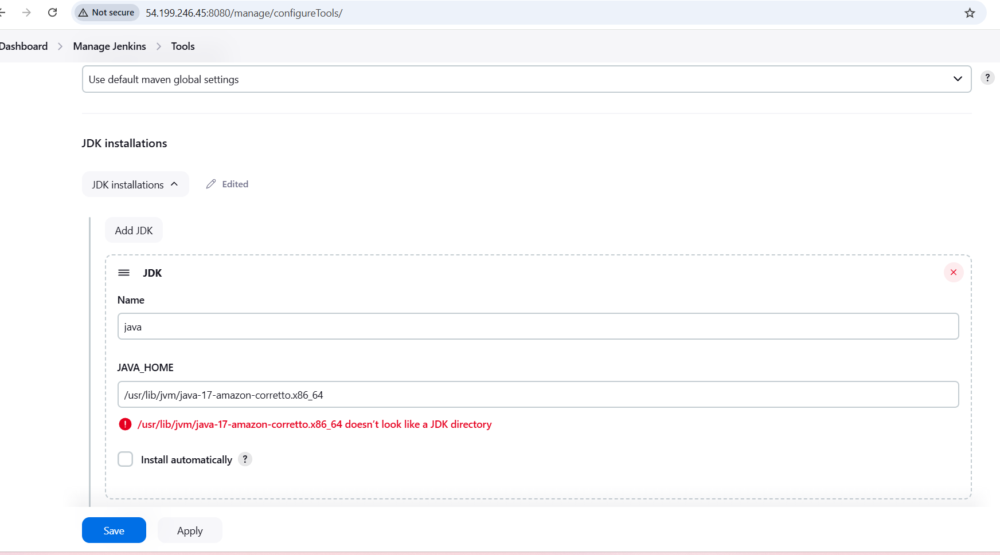 Not secure 54.199.246.45:8080/manage/configureTools/
Dashboard Manage Jenkins Tools
Use default maven global settings
?
JDK installations
JDK installations Edited
Add JDK
JDK
Name
java
JAVA_HOME
/usr/lib/jvm/java-17-amazon-corretto.x86_64
/usr/lib/jvm/java-17-amazon-corretto.x86_64 doesn't look like a JDK directory
Install automatically ?
Save Apply